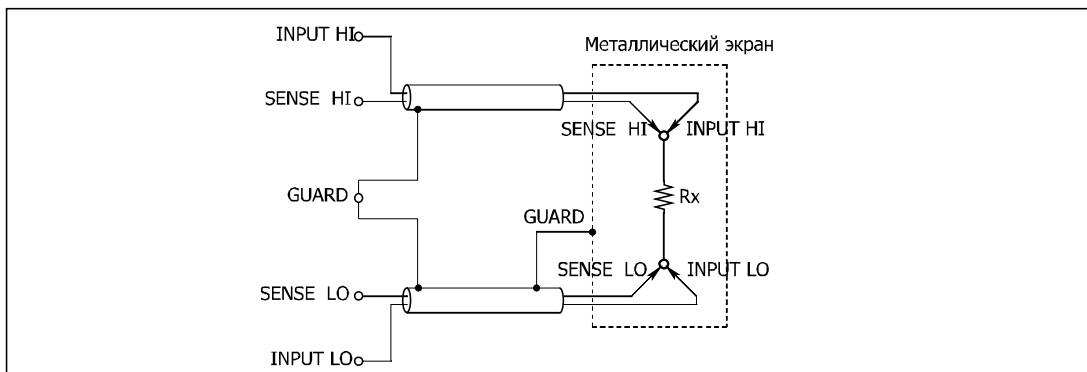 INPUT HI
Металлический экран
SENSE HI
SENSE HI INPUT HI
GUARD
Rx
GUARD
SENSE LO INPUT LO
SENSE LO
INPUT LO